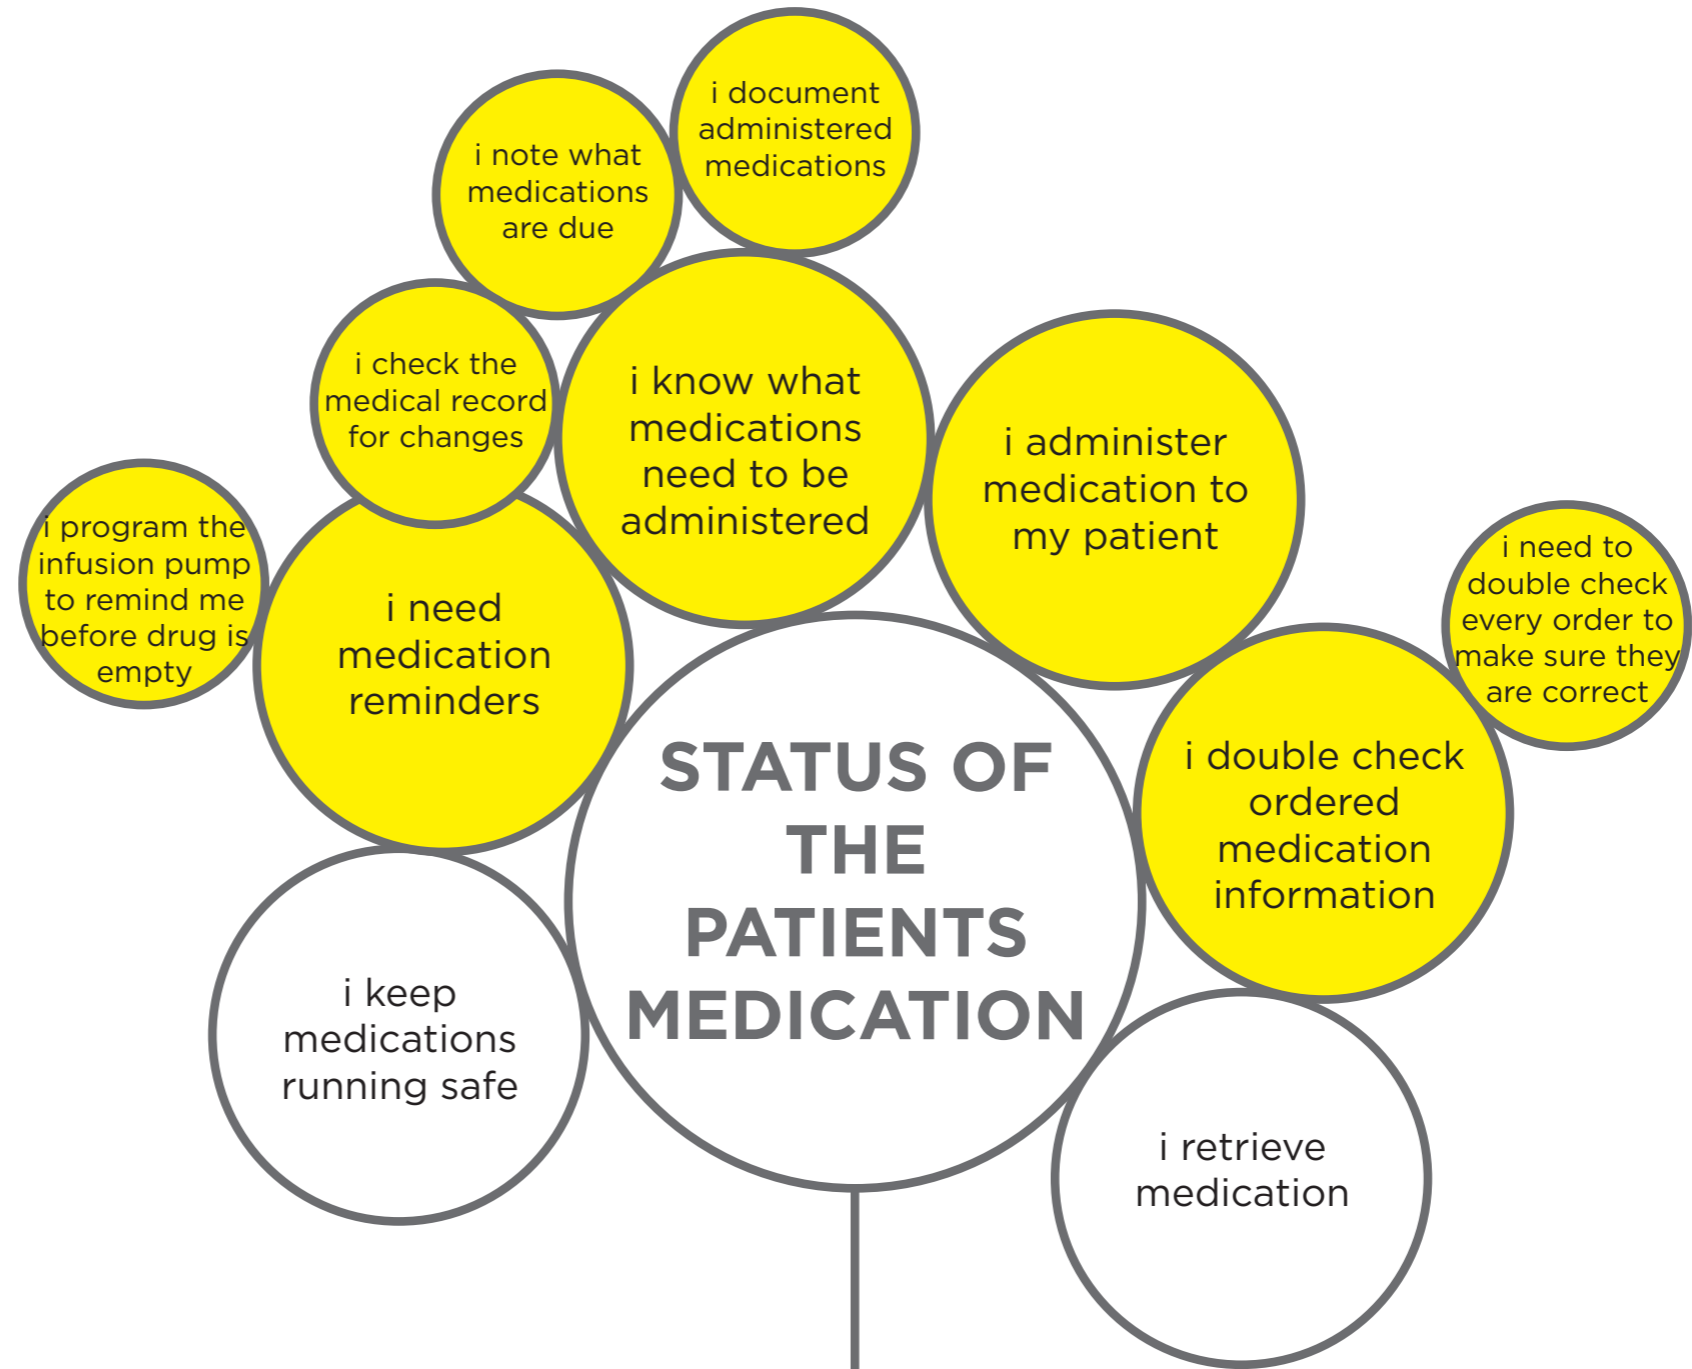 i document
administered
medications
i note what
medications
are due
i check the
medical record
for changes
i know what
medications
need to be
administered
i administer
medication to
my patient
i program the
infusion pump
to remind me
before drug is
empty
i need
medication
reminders
i need to
double check
every order to
make sure they
are correct
i double check
ordered
medication
information
STATUS OF
THE
PATIENTS
MEDICATION
i keep
medications
running safe
i retrieve
medication